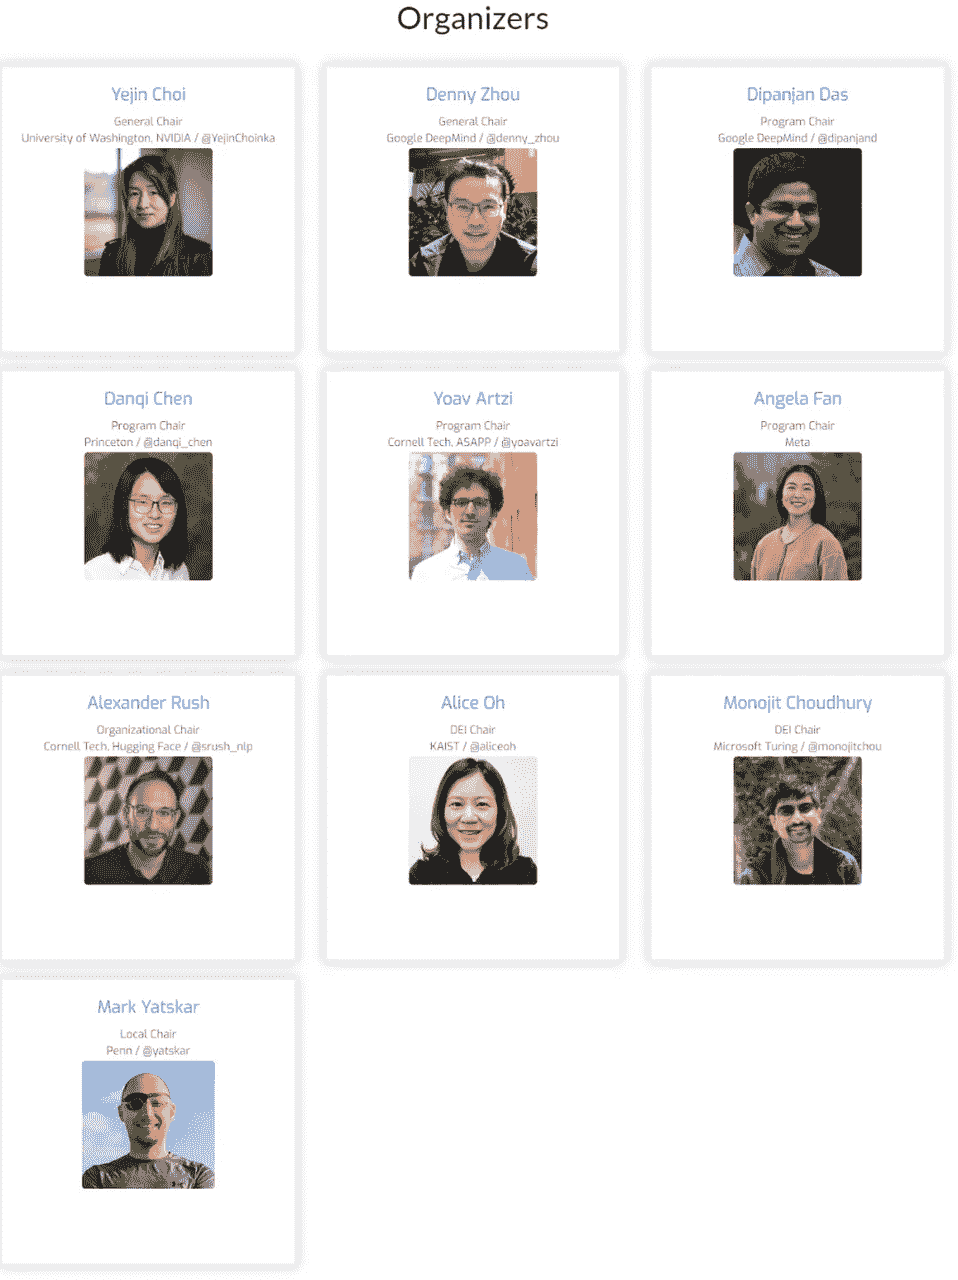 Organizers
Yejin Choi
General Chair
University of Washington, NVIDIA / @YejinChoinka
Denny Zhou
General Chair
Google DeepMind / @denny_zhou
Dipanjan Das
Program Chair
Google DeepMind / @dipanjand
Danqi Chen
Program Chair
Princeton / @danqi_chen
Yoav Artzi
Program Chair
Cornell Tech, ASAPP / @yoavartzi
Angela Fan
Program Chair
Meta
Alexander Rush
Organizational Chair
Cornell Tech, Hugging Face / @srush_nlp
Alice Oh
DEI Chair
KAIST / @aliceoh
Monojit Choudhury
DEI Chair
Microsoft Turing / @monojitchou
Mark Yatskar
Local Chair
Penn / @yatskar